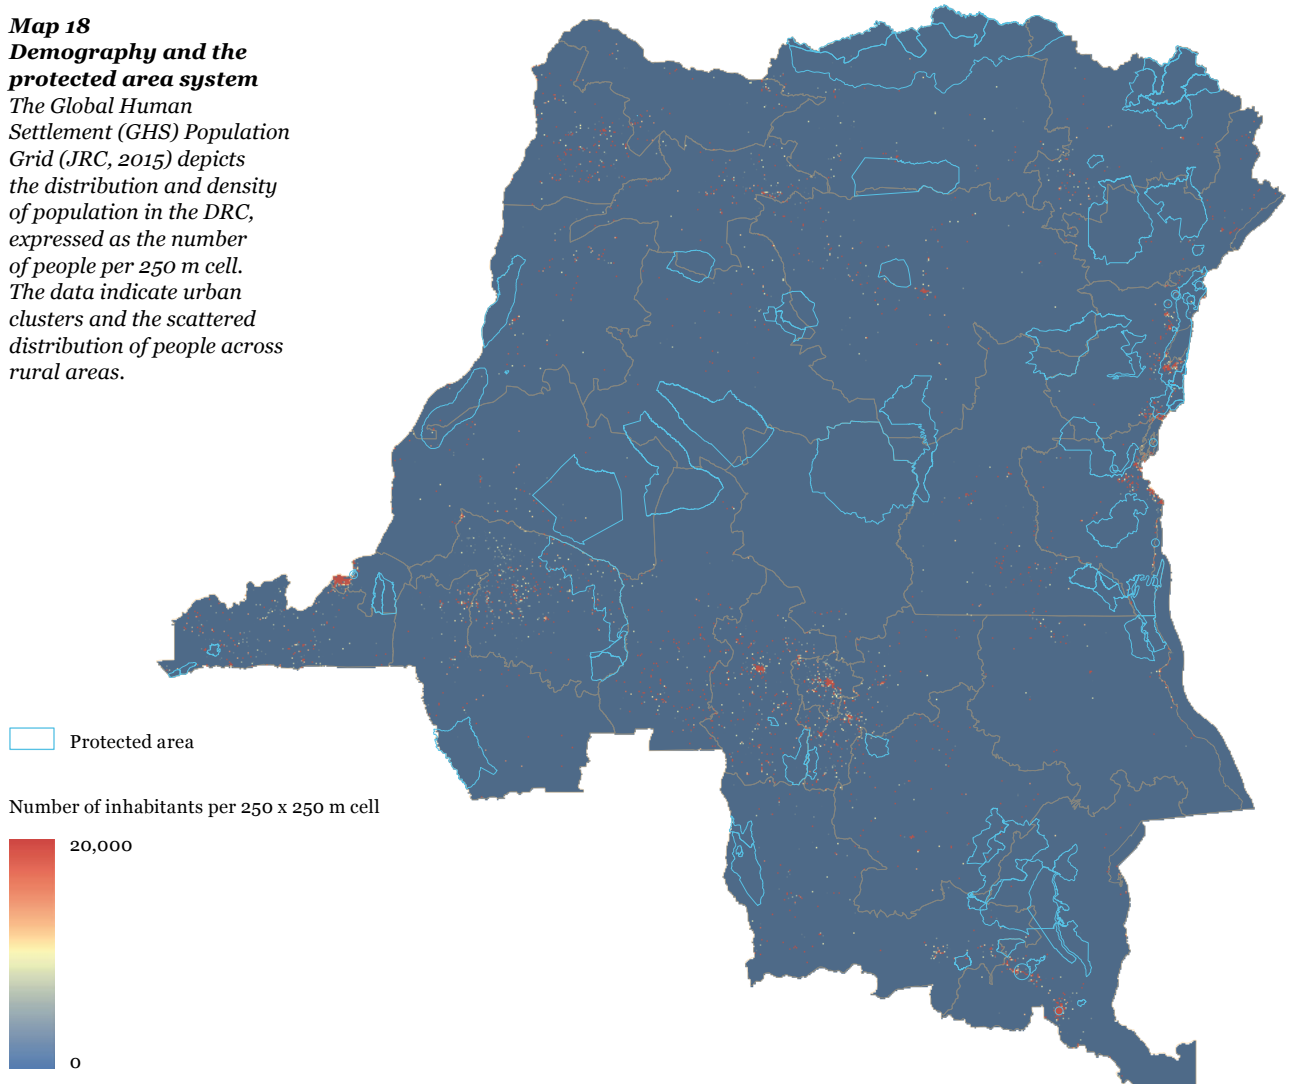 Map 18
Demography and the
protected area system
The Global Human
Settlement (GHS) Population
Grid (JRC, 2015) depicts
the distribution and density
of population in the DRC,
expressed as the number
of people per 250 m cell.
The data indicate urban
clusters and the scattered
distribution of people across
rural areas.
Protected area
Number of inhabitants per 250 x 250 m cell
20,000
0